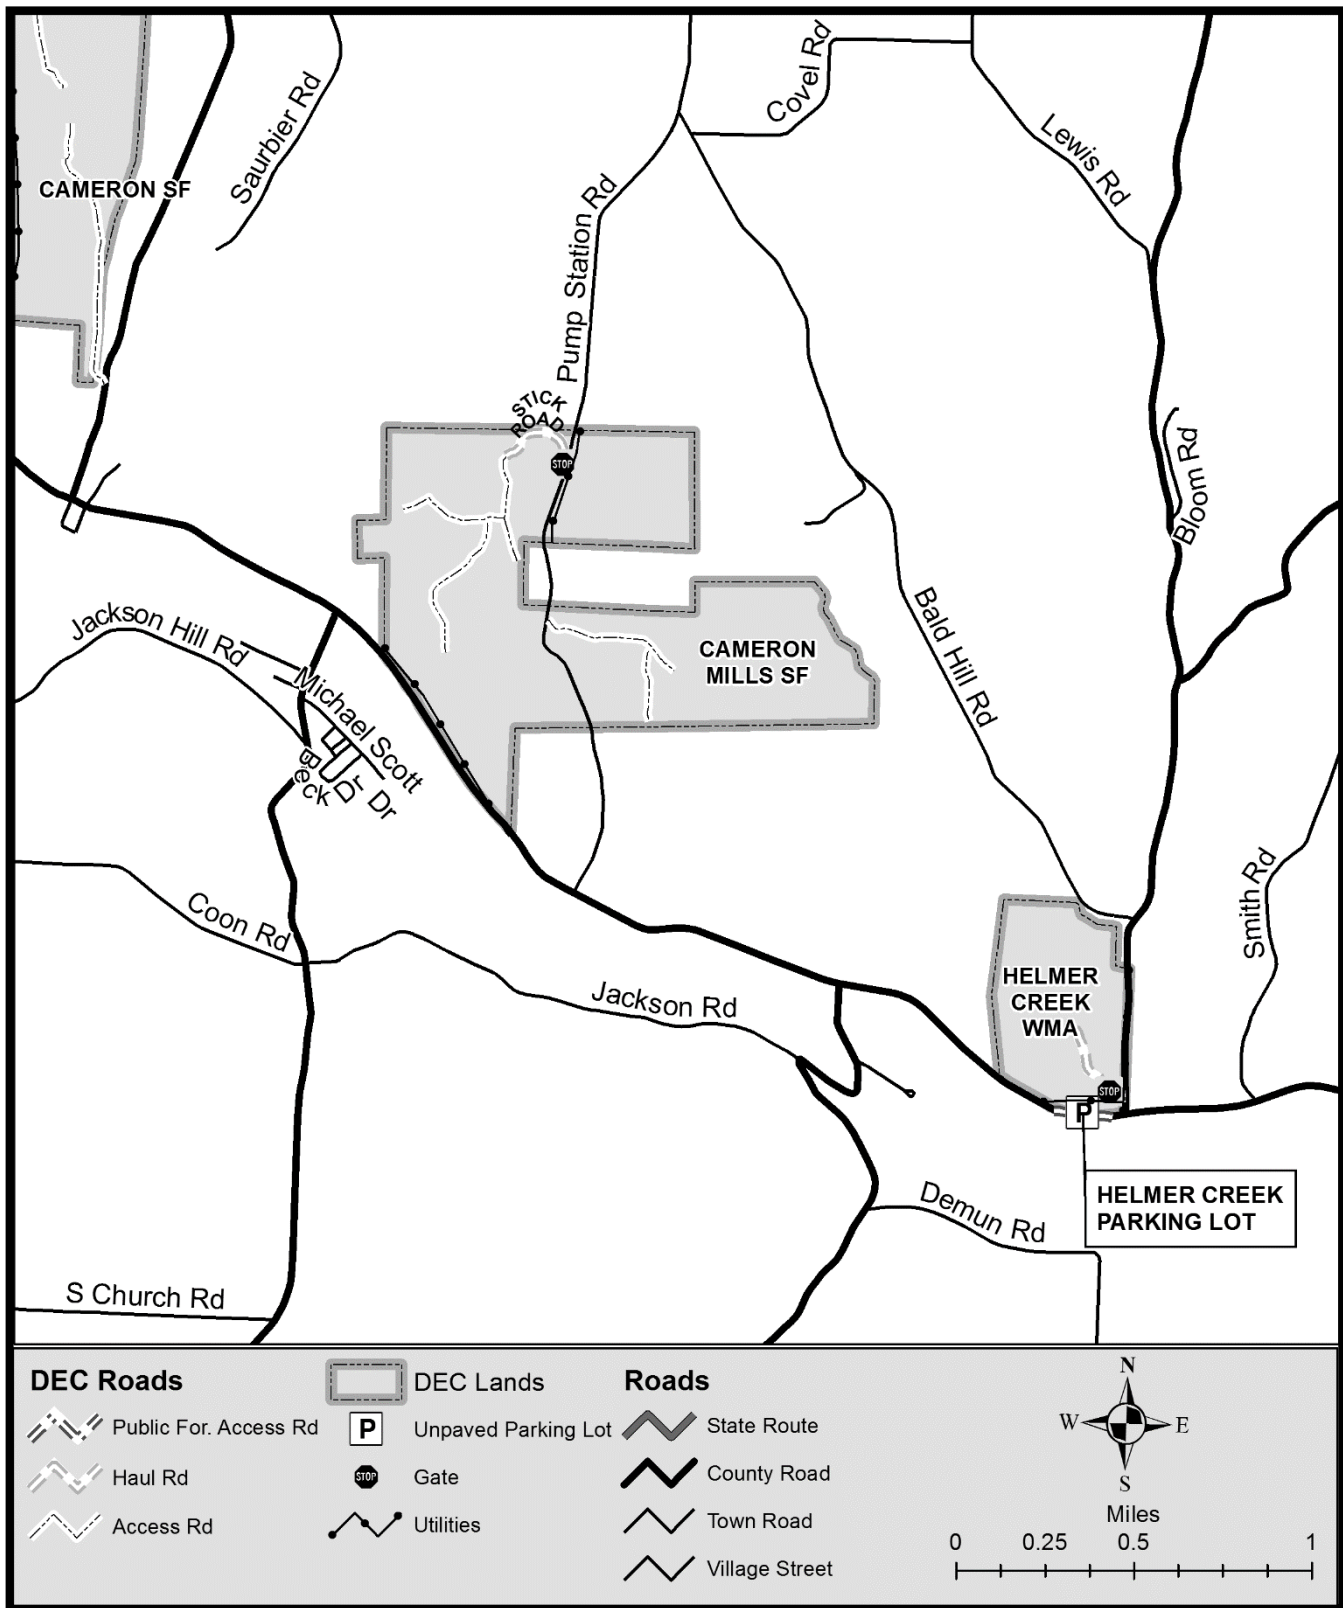 Covel Rd
Saurbier Rd
Lewis Rd
CAMERON SF
Pump Station Rd
STICK
ROAD
STOP
Bloom Rd
Jackson Hill Rd
Bald Hill Rd
CAMERON
MILLS SF
Michael Scott
Dr
Beck
Dr
Smith Rd
Coon Rd
HELMER
CREEK
WMA
Jackson Rd
STOP
P
Demun Rd
HELMER CREEK
PARKING LOT
S Church Rd
DEC Roads
Public For. Access Rd
Haul Rd
Access Rd
DEC Lands
P
Unpaved Parking Lot
STOP
Gate
Utilities
Roads
State Route
County Road
Town Road
Village Street
N
W
E
S
Miles
0 0.25 0.5 1